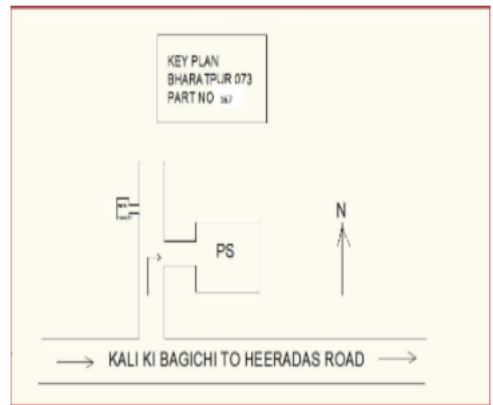 KEY PLAN
BHARATPUR 073
PART NO 167
N
PS
KALI KI BAGICHI TO HEERADAS ROAD